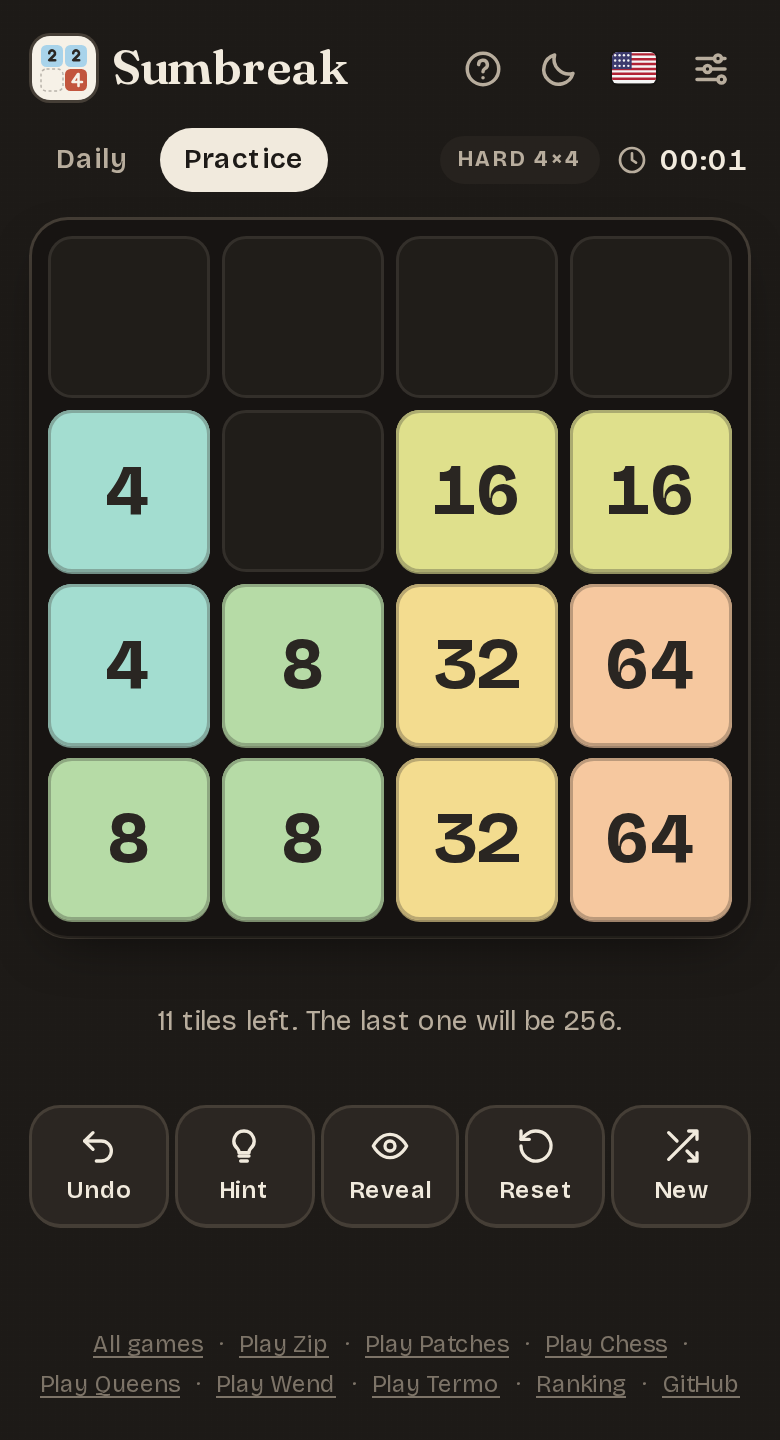 2 2
4
Sumbreak
Daily Practice HARD 4×4 00:01
4 16 16
4 8 32 64
8 8 32 64
11 tiles left. The last one will be 256.
Undo Hint Reveal Reset New
All games · Play Zip · Play Patches · Play Chess ·
Play Queens · Play Wend · Play Termo · Ranking · GitHub